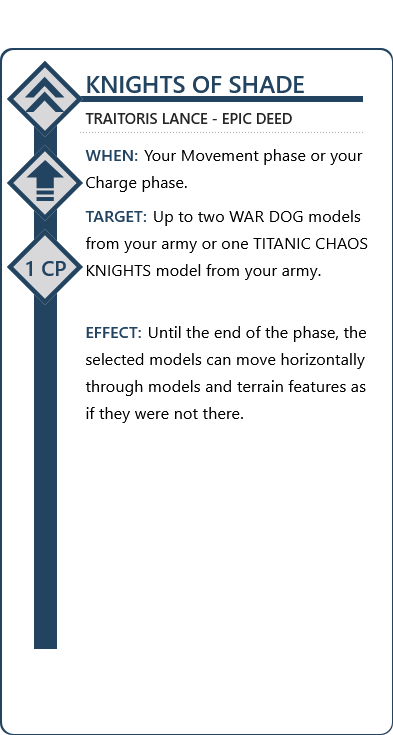 KNIGHTS OF SHADE
TRAITORIS LANCE - EPIC DEED
WHEN: Your Movement phase or your
Charge phase.
TARGET: Up to two WAR DOG models
from your army or one TITANIC CHAOS
KNIGHTS model from your army.
1 CP
EFFECT: Until the end of the phase, the
selected models can move horizontally
through models and terrain features as
if they were not there.